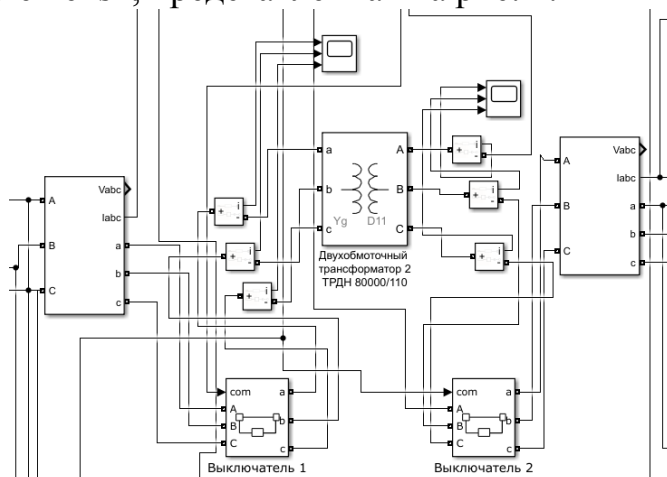 Vabc
Iabc
A
B
C
a
b
c
+
i
-
+
i
-
+
i
-
a
b
c
A
B
C
Yg
D11
Двухобмоточный
трансформатор 2
ТРДН 80000/110
+
i
-
+
i
-
+
i
-
Vabc
Iabc
A
B
C
a
b
c
com
A
B
C
a
b
c
Выключатель 1
com
A
B
C
a
b
c
Выключатель 2